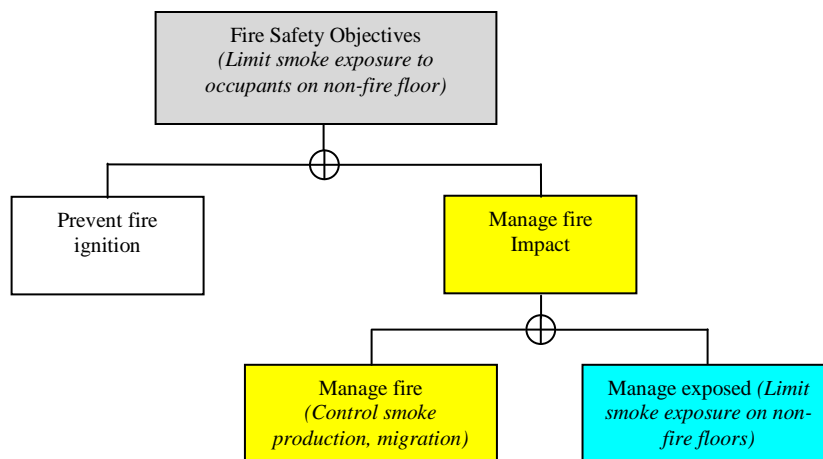 Fire Safety Objectives
(Limit smoke exposure to
occupants on non-fire floor)
Prevent fire
ignition
Manage fire
Impact
Manage fire
(Control smoke
production, migration)
Manage exposed (Limit
smoke exposure on non-
fire floors)